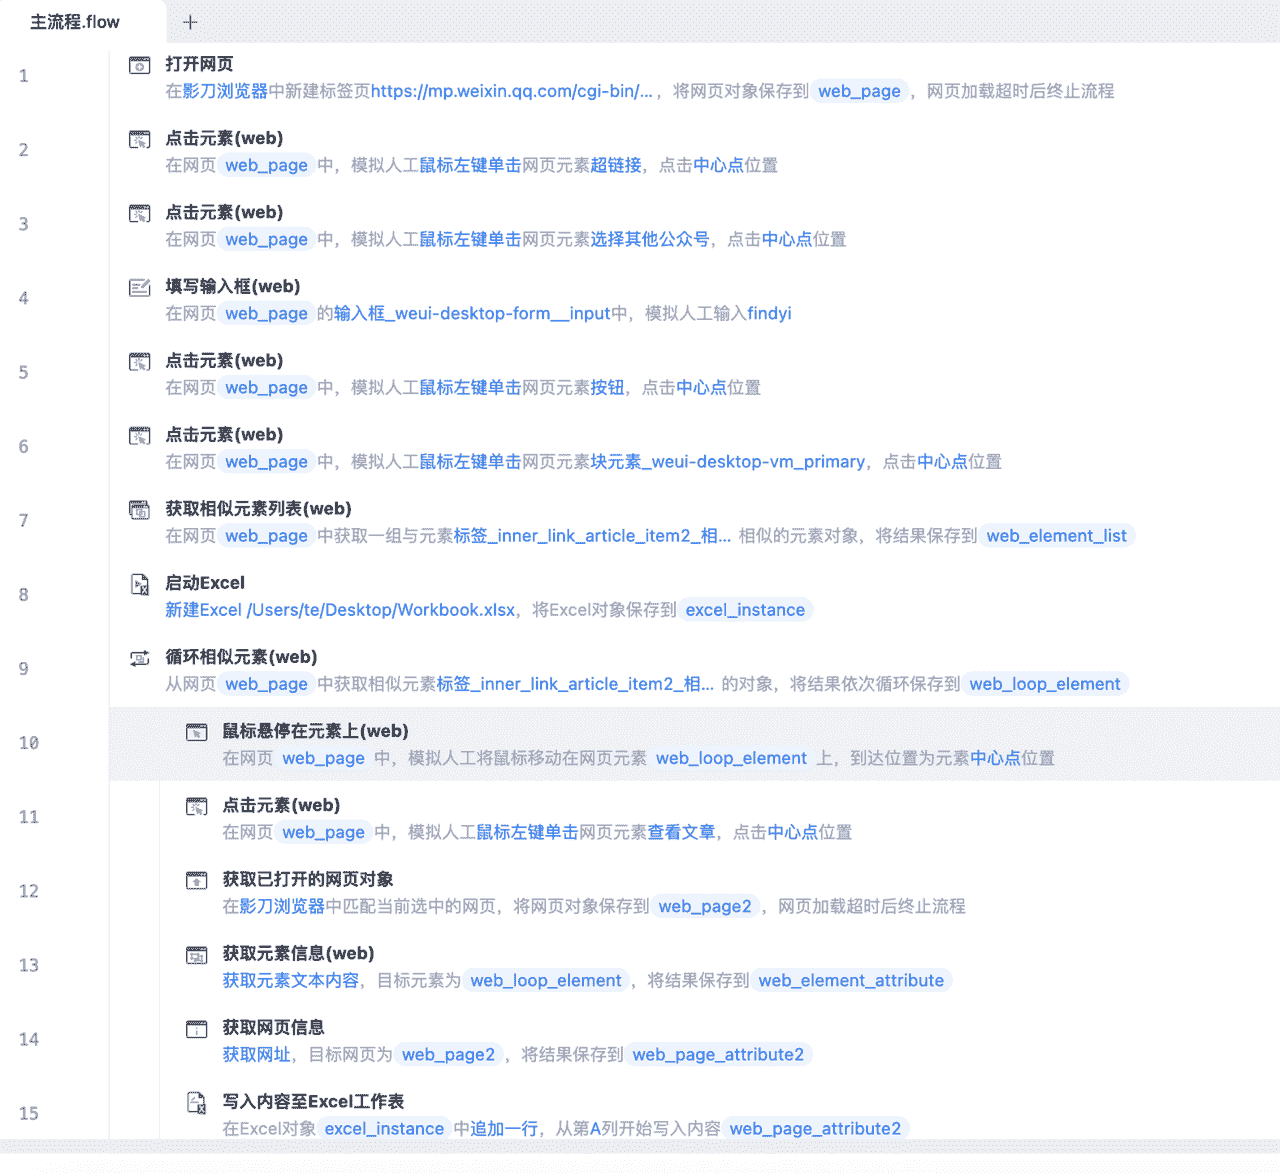 主流程.flow
1
打开网页
在影刀浏览器中新建标签页https://mp.weixin.qq.com/cgi-bin/... ，将网页对象保存到 web_page ，网页加载超时后终止流程
2
点击元素(web)
在网页 web_page 中，模拟人工鼠标左键单击网页元素超链接，点击中心点位置
3
点击元素(web)
在网页 web_page 中，模拟人工鼠标左键单击网页元素选择其他公众号，点击中心点位置
4
填写输入框(web)
在网页 web_page 的输入框_weui-desktop-form__input中，模拟人工输入findyi
5
点击元素(web)
在网页 web_page 中，模拟人工鼠标左键单击网页元素按钮，点击中心点位置
6
点击元素(web)
在网页 web_page 中，模拟人工鼠标左键单击网页元素块元素_weui-desktop-vm_primary，点击中心点位置
7
获取相似元素列表(web)
在网页 web_page 中获取一组与元素标签_inner_link_article_item2_相... 相似的元素对象，将结果保存到 web_element_list
8
启动Excel
新建Excel /Users/te/Desktop/Workbook.xlsx，将Excel对象保存到 excel_instance
9
循环相似元素(web)
从网页 web_page 中获取相似元素标签_inner_link_article_item2_相... 的对象，将结果依次循环保存到 web_loop_element
10
鼠标悬停在元素上(web)
在网页 web_page 中，模拟人工将鼠标移动在网页元素 web_loop_element 上，到达位置为元素中心点位置
11
点击元素(web)
在网页 web_page 中，模拟人工鼠标左键单击网页元素查看文章，点击中心点位置
12
获取已打开的网页对象
在影刀浏览器中匹配当前选中的网页，将网页对象保存到 web_page2 ，网页加载超时后终止流程
13
获取元素信息(web)
获取元素文本内容，目标元素为 web_loop_element ，将结果保存到 web_element_attribute
14
获取网页信息
获取网址，目标网页为 web_page2 ，将结果保存到 web_page_attribute2
15
写入内容至Excel工作表
在Excel对象 excel_instance 中追加一行，从第A列开始写入内容 web_page_attribute2